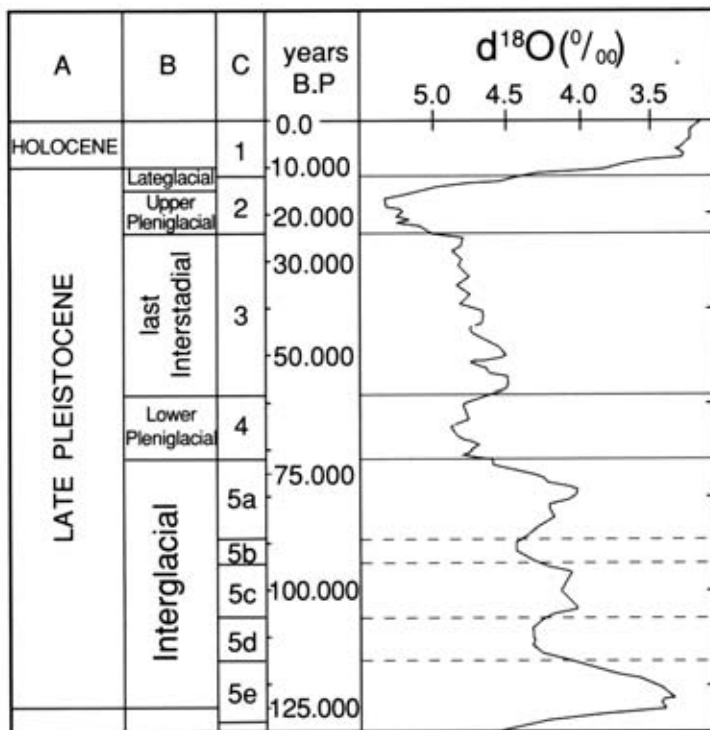 A
B
C
years
B.P
d¹⁸O(⁰/₀₀)
5.0 4.5 4.0 3.5
HOLOCENE
LATE PLEISTOCENE
Lateglacial
Upper
Pleniglacial
last
Interstadial
Lower
Pleniglacial
Interglacial
1
2
3
4
5a
5b
5c
5d
5e
0.0
10.000
20.000
30.000
50.000
75.000
100.000
125.000